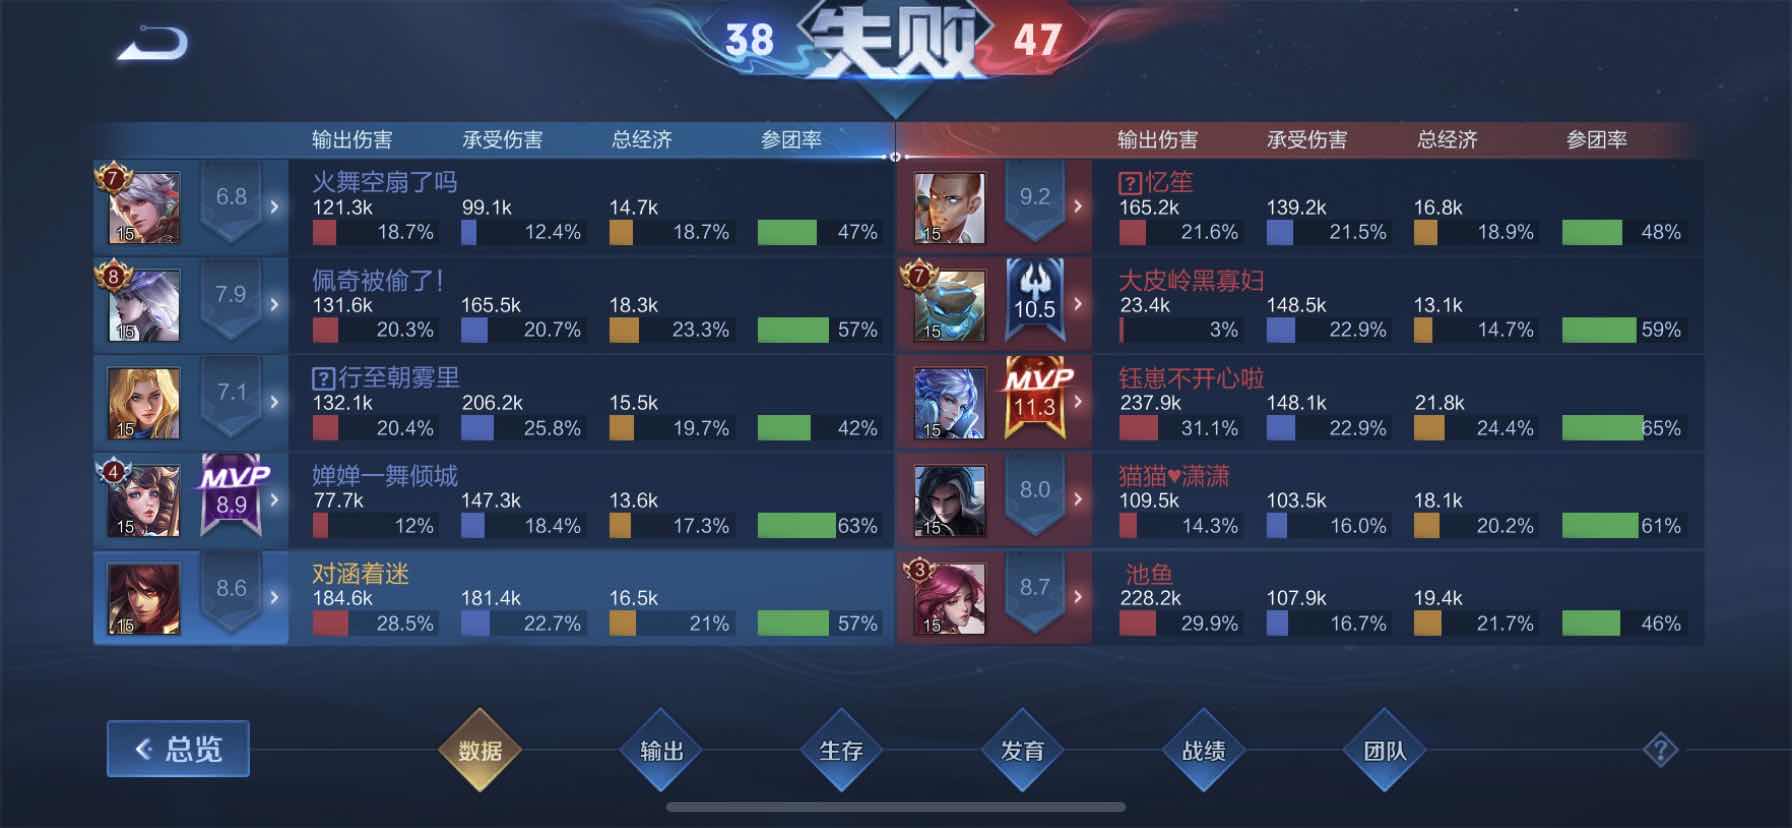 38 失败 47
输出伤害 承受伤害 总经济 参团率 输出伤害 承受伤害 总经济 参团率
7 15 6.8 火舞空扇了吗
121.3k 99.1k 14.7k
18.7% 12.4% 18.7% 47%
15 9.2 ?忆笙
165.2k 139.2k 16.8k
21.6% 21.5% 18.9% 48%
8 15 7.9 佩奇被偷了!
131.6k 165.5k 18.3k
20.3% 20.7% 23.3% 57%
7 15 10.5 大皮岭黑寡妇
23.4k 148.5k 13.1k
3% 22.9% 14.7% 59%
15 7.1 ?行至朝雾里
132.1k 206.2k 15.5k
20.4% 25.8% 19.7% 42%
15 MVP 11.3 钰崽不开心啦
237.9k 148.1k 21.8k
31.1% 22.9% 24.4% 65%
4 15 MVP 8.9 婵婵一舞倾城
77.7k 147.3k 13.6k
12% 18.4% 17.3% 63%
15 8.0 猫猫♥潇潇
109.5k 103.5k 18.1k
14.3% 16.0% 20.2% 61%
15 8.6 对涵着迷
184.6k 181.4k 16.5k
28.5% 22.7% 21% 57%
3 15 8.7 池鱼
228.2k 107.9k 19.4k
29.9% 16.7% 21.7% 46%
总览 数据 输出 生存 发育 战绩 团队 ?